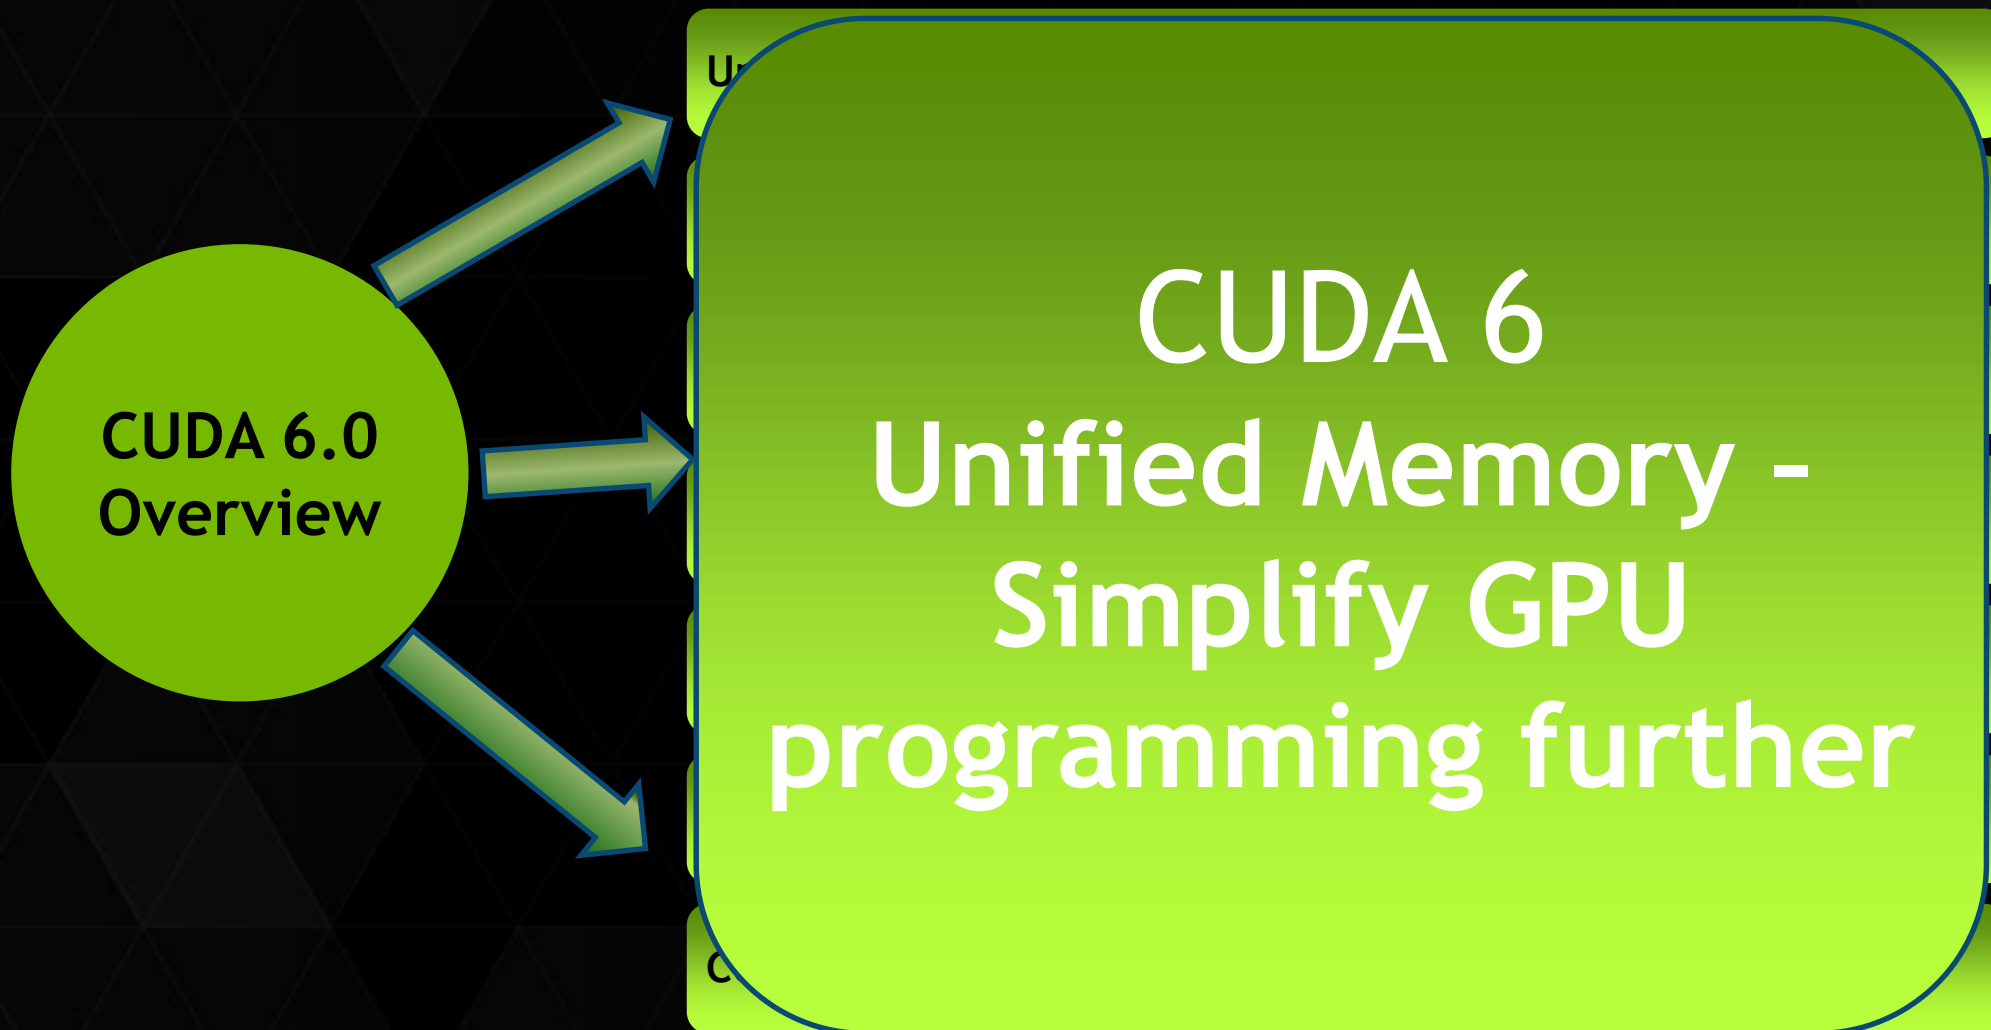 CUDA 6.0
Overview
CUDA 6
Unified Memory –
Simplify GPU
programming further